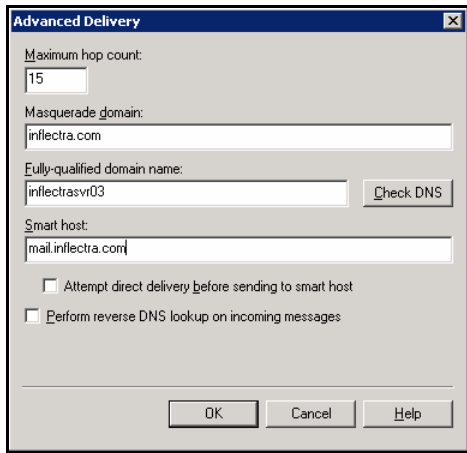 Advanced Delivery
Maximum hop count:
15
Masquerade domain:
inflectra.com
Fully-qualified domain name:
inflectrasvr03
Check DNS
Smart host:
mail.inflectra.com
Attempt direct delivery before sending to smart host
Perform reverse DNS lookup on incoming messages
OK Cancel Help